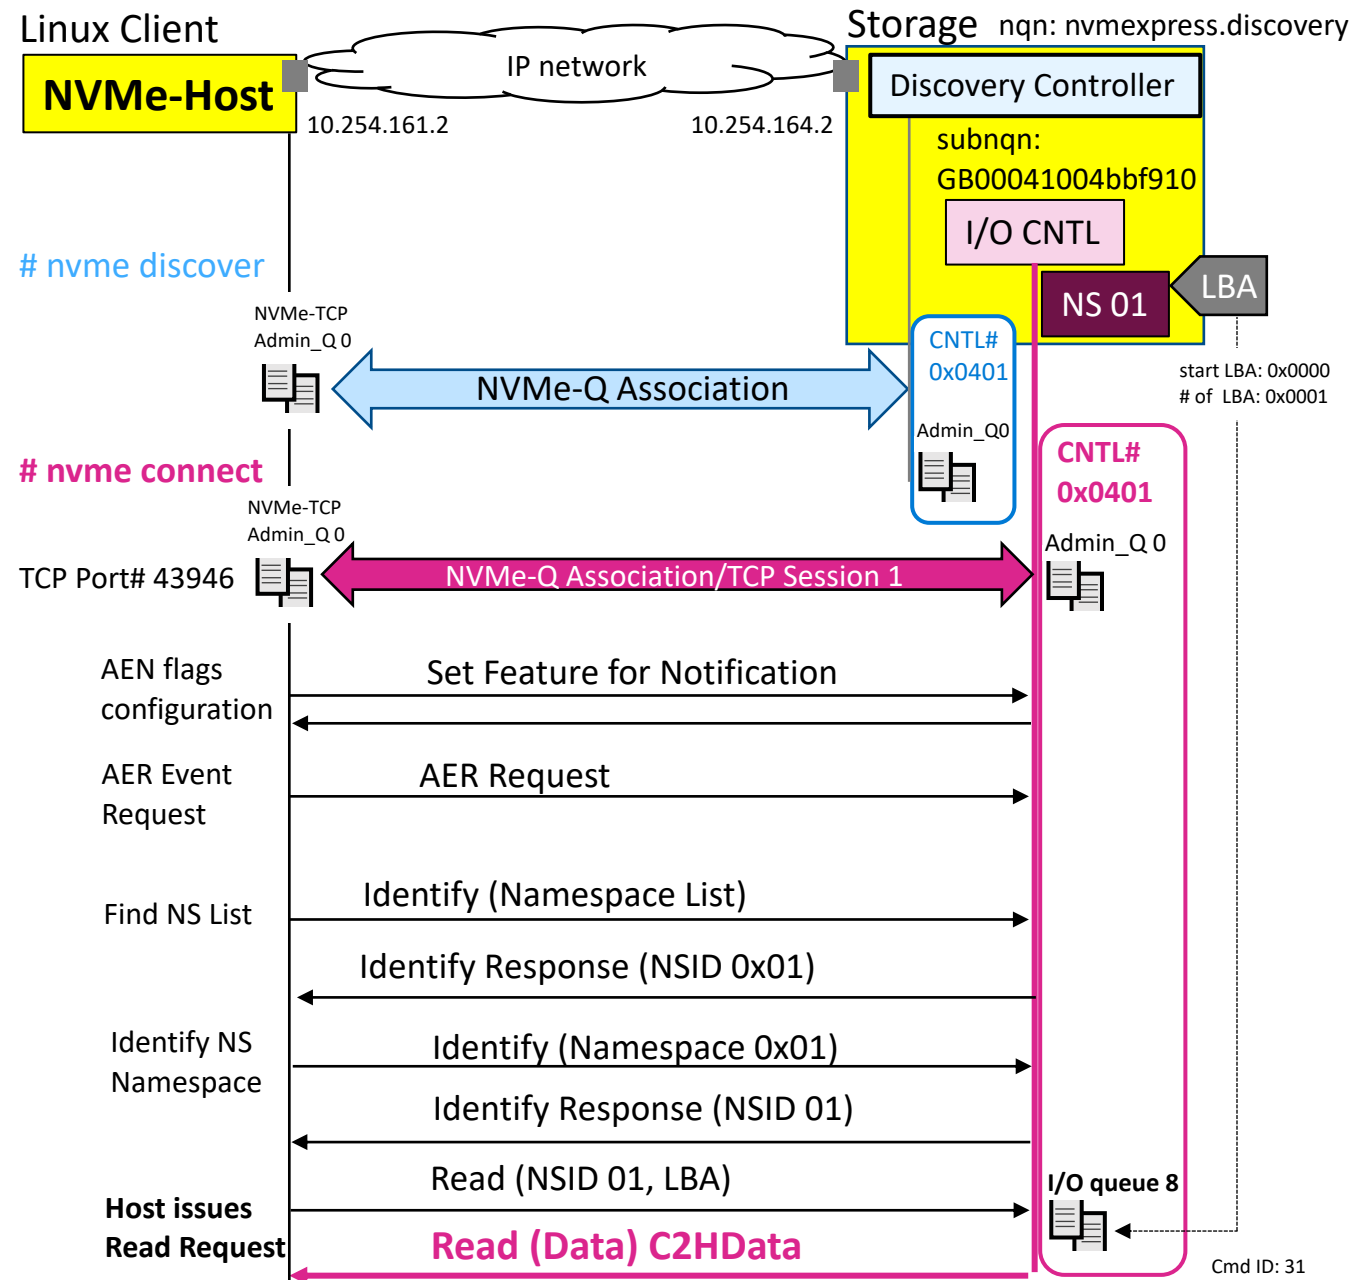 Linux Client
Storage nqn: nvmexpress.discovery
NVMe-Host
IP network
Discovery Controller
10.254.161.2
10.254.164.2
subnqn:
GB00041004bbf910
I/O CNTL
# nvme discover
LBA
NS 01
NVMe-TCP
Admin_Q 0
CNTL#
0x0401
NVMe-Q Association
start LBA: 0x0000
# of LBA: 0x0001
Admin_Q0
# nvme connect
CNTL#
0x0401
NVMe-TCP
Admin_Q 0
Admin_Q 0
TCP Port# 43946
NVMe-Q Association/TCP Session 1
AEN flags
configuration
Set Feature for Notification
AER Event
Request
AER Request
Identify (Namespace List)
Find NS List
Identify Response (NSID 0x01)
Identify NS
Namespace
Identify (Namespace 0x01)
Identify Response (NSID 01)
Read (NSID 01, LBA)
I/O queue 8
Host issues
Read Request
Read (Data) C2HData
Cmd ID: 31